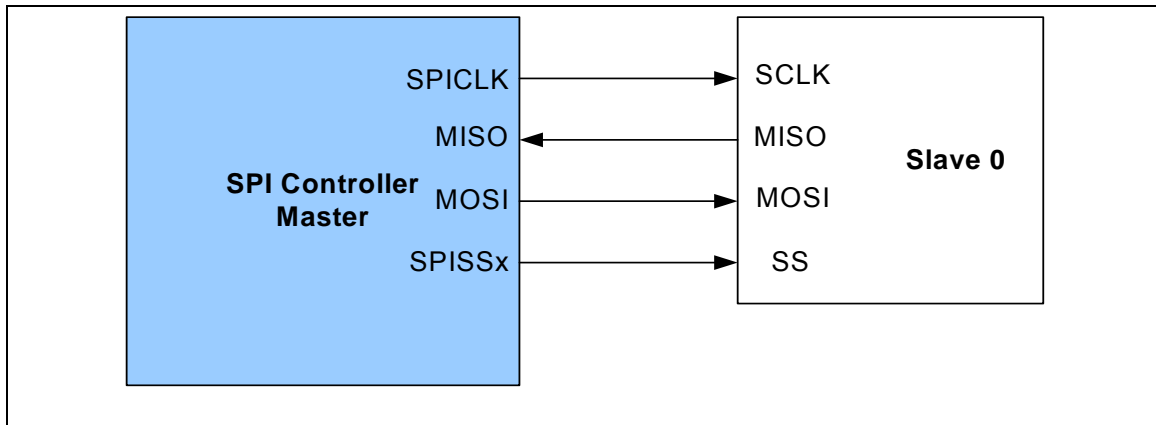 SPICLK
MISO
MOSI
SPISSx
SPI Controller
Master
SCLK
MISO
MOSI
SS
Slave 0